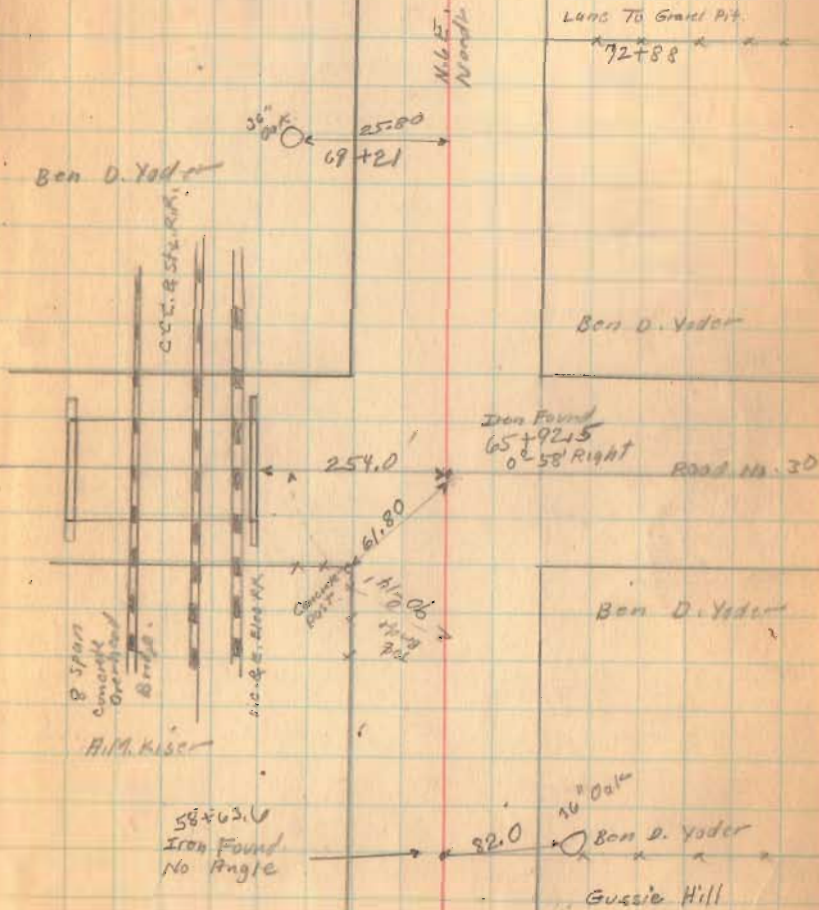 Lane To Gravel Pit.
72+88
N.6 E
North
36"
Oak
25.80
69+21
Ben D. Yoder
C.C.C. & St.L. R.R.
Ben D. Yoder
Iron Found
65+92.5
0°-58' Right
254.0'
Road No. 30
61.80
Concrete
Post
Ben D. Yoder
8 Span
Concrete
Overhead
Bridge.
A.M. Kiser
36" Oak
58+63.6
Iron Found
No Angle
82.0'
Ben D. Yoder
Gussie Hill